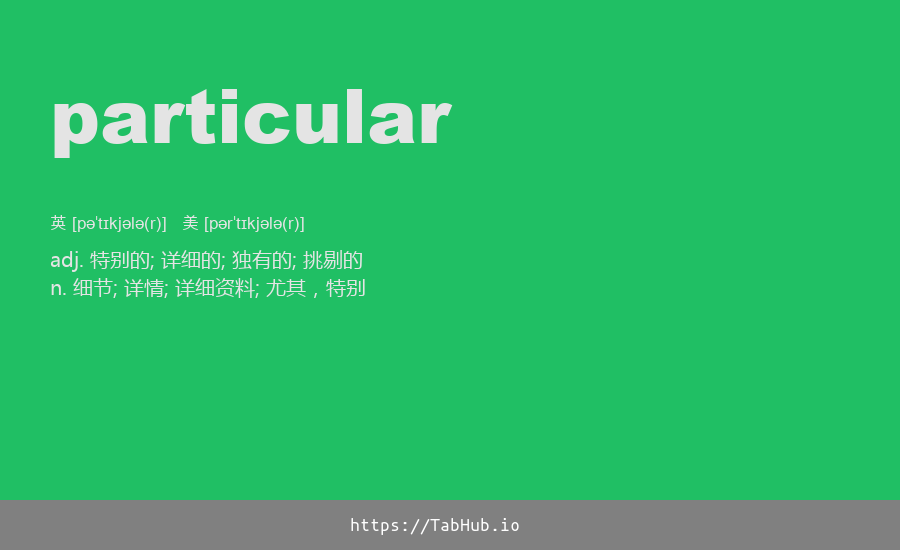 particular
英 [pəˈtɪkjələ(r)] 美 [pərˈtɪkjələ(r)]
adj. 特别的; 详细的; 独有的; 挑剔的
n. 细节; 详情; 详细资料; 尤其，特别
https://TabHub.io